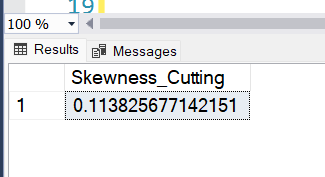 19
100 %
Results Messages
Skewness_Cutting
1 0.113825677142151